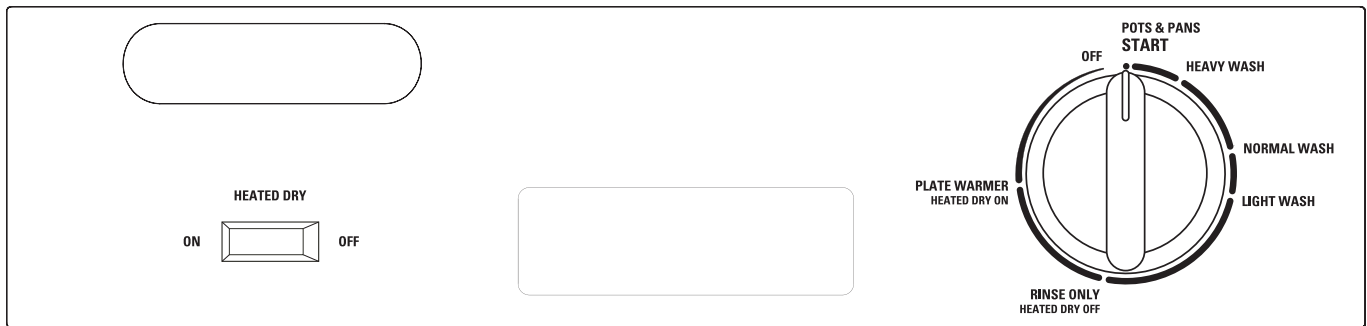 HEATED DRY
ON
OFF
POTS & PANS
START
OFF
HEAVY WASH
NORMAL WASH
LIGHT WASH
PLATE WARMER
HEATED DRY ON
RINSE ONLY
HEATED DRY OFF